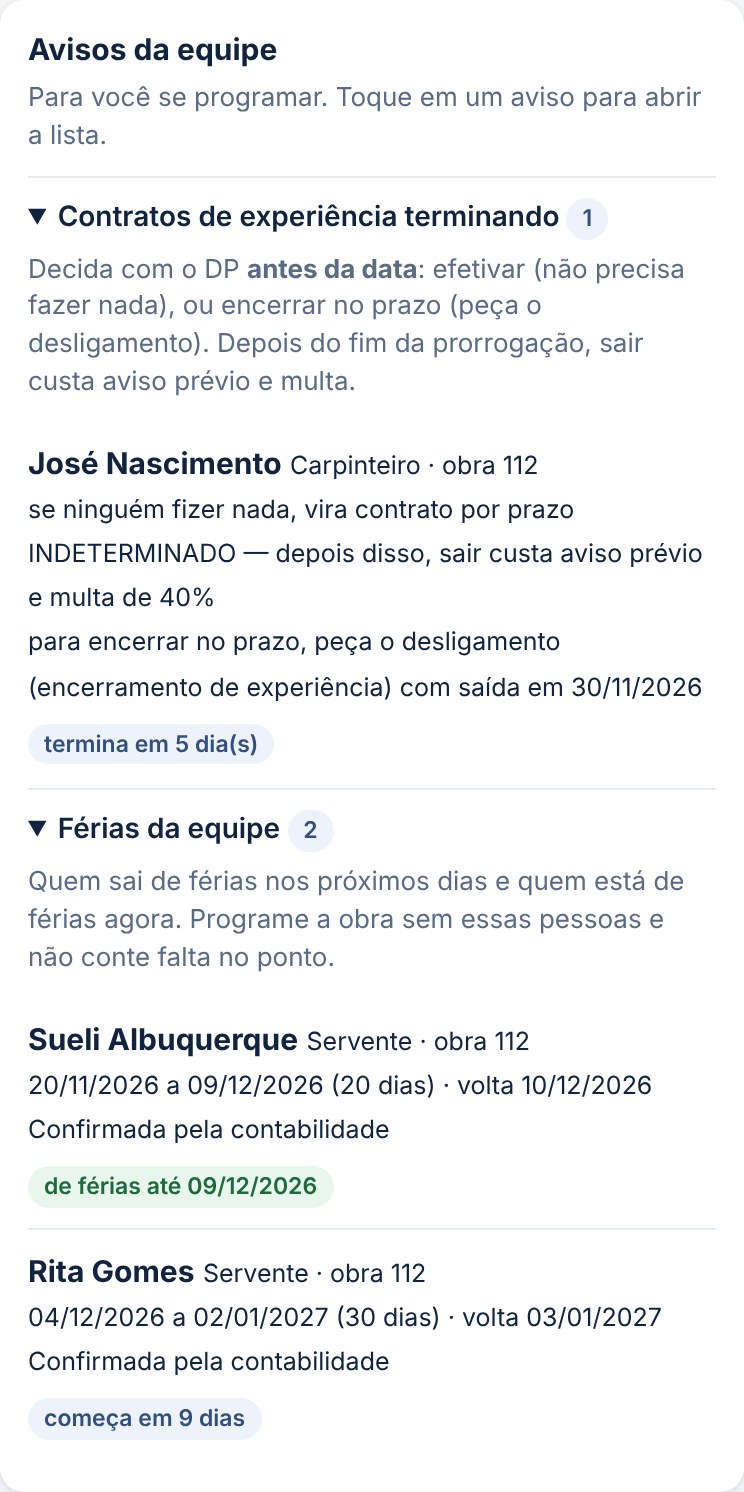 Avisos da equipe
Para você se programar. Toque em um aviso para abrir
a lista.
▼ Contratos de experiência terminando 1
Decida com o DP antes da data: efetivar (não precisa
fazer nada), ou encerrar no prazo (peça o
desligamento). Depois do fim da prorrogação, sair
custa aviso prévio e multa.
José Nascimento Carpinteiro · obra 112
se ninguém fizer nada, vira contrato por prazo
INDETERMINADO — depois disso, sair custa aviso prévio
e multa de 40%
para encerrar no prazo, peça o desligamento
(encerramento de experiência) com saída em 30/11/2026
termina em 5 dia(s)
▼ Férias da equipe 2
Quem sai de férias nos próximos dias e quem está de
férias agora. Programe a obra sem essas pessoas e
não conte falta no ponto.
Sueli Albuquerque Servente · obra 112
20/11/2026 a 09/12/2026 (20 dias) · volta 10/12/2026
Confirmada pela contabilidade
de férias até 09/12/2026
Rita Gomes Servente · obra 112
04/12/2026 a 02/01/2027 (30 dias) · volta 03/01/2027
Confirmada pela contabilidade
começa em 9 dias